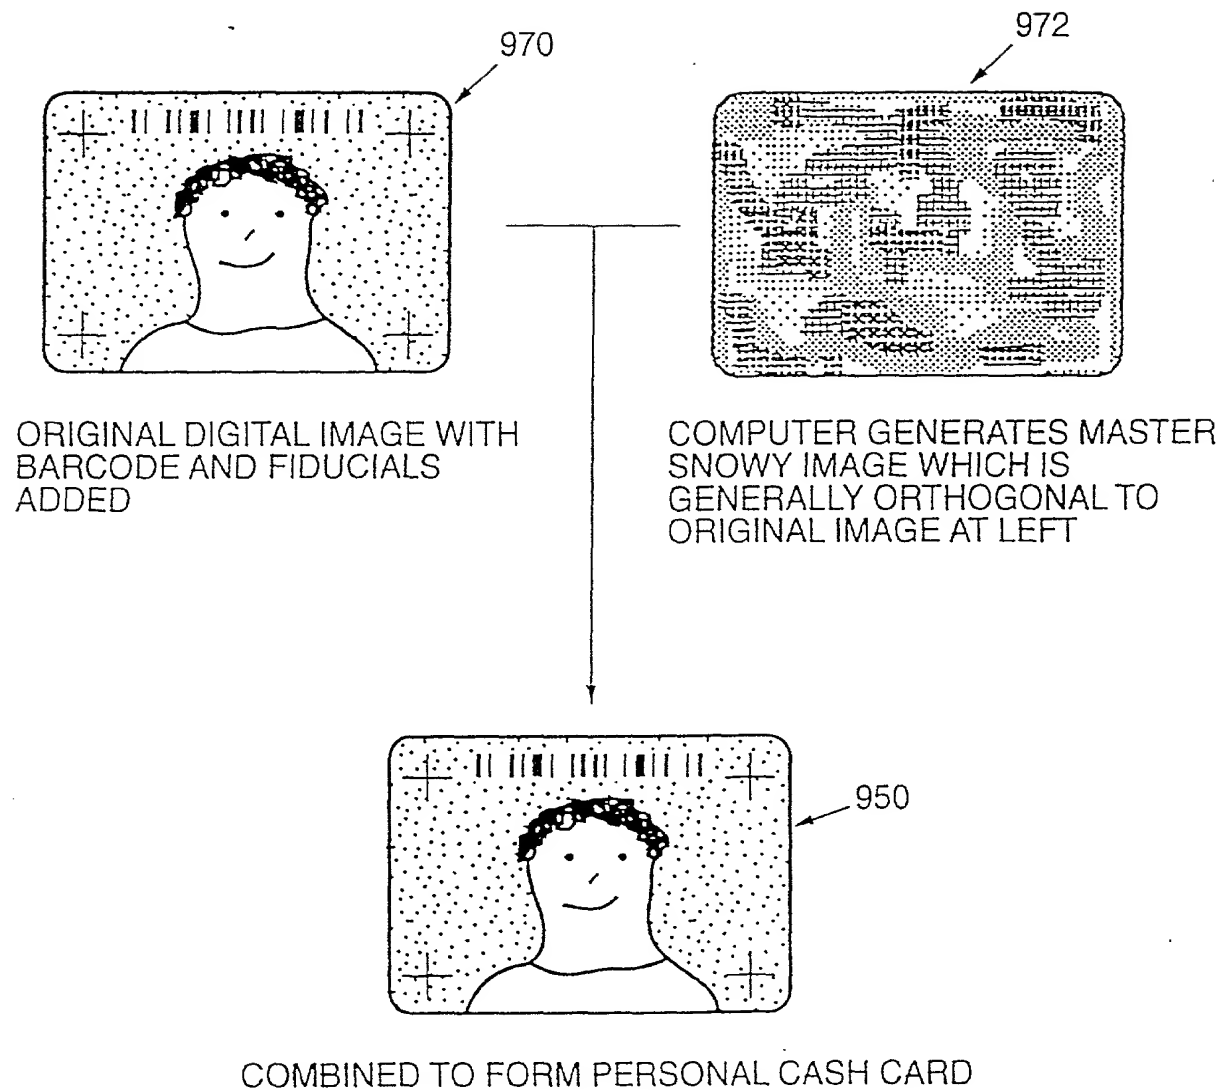 970
972
ORIGINAL DIGITAL IMAGE WITH
BARCODE AND FIDUCIALS
ADDED
COMPUTER GENERATES MASTER
SNOWY IMAGE WHICH IS
GENERALLY ORTHOGONAL TO
ORIGINAL IMAGE AT LEFT
950
COMBINED TO FORM PERSONAL CASH CARD